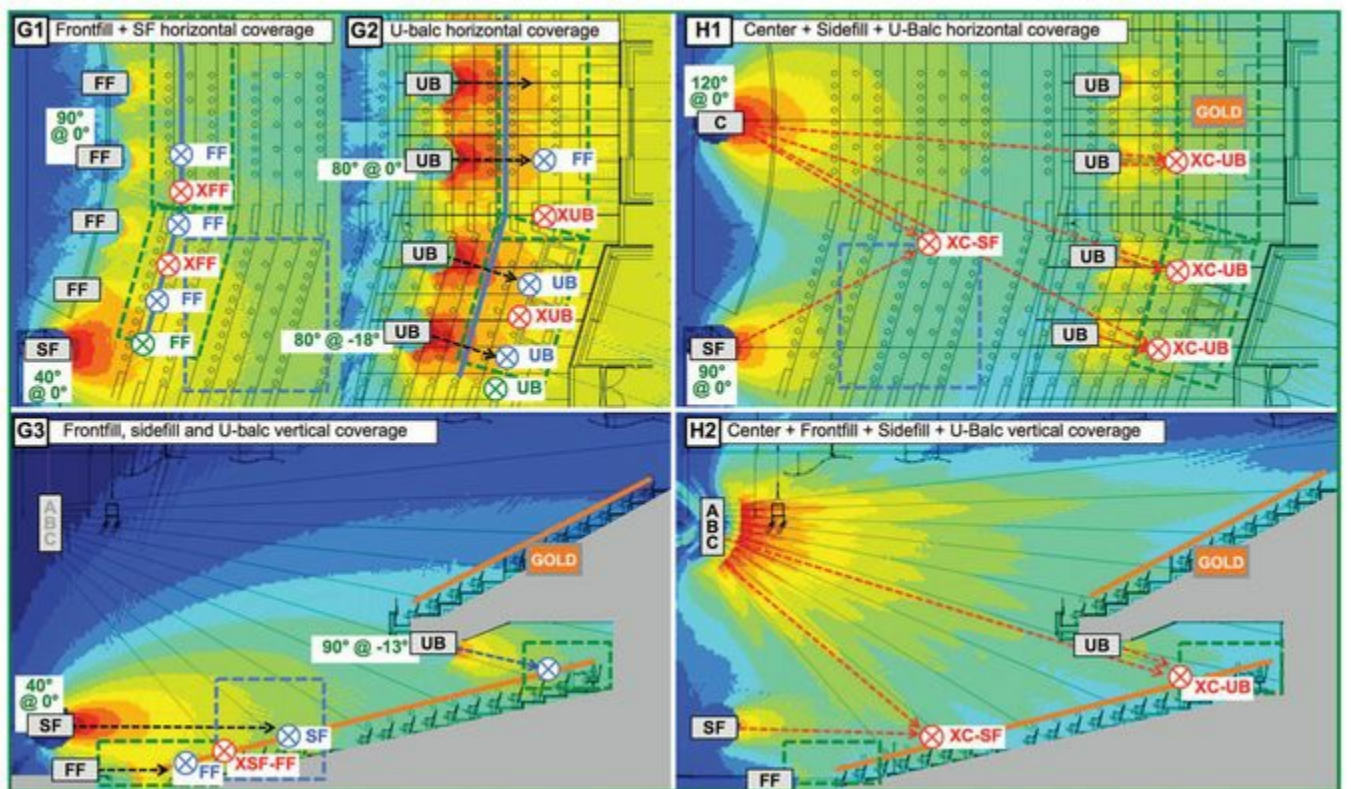 G1 Frontfill + SF horizontal coverage
FF
90°
@ 0°
FF
FF
XFF
FF
FF
XFF
FF
FF
FF
SF
40°
@ 0°
G2 U-balc horizontal coverage
UB
80° @ 0°
UB
FF
XUB
UB
UB
XUB
80° @ -18°
UB
UB
UB
H1 Center + Sidefill + U-Balc horizontal coverage
120°
@ 0°
C
UB
GOLD
UB
XC-UB
XC-SF
UB
XC-UB
UB
XC-UB
SF
90°
@ 0°
G3 Frontfill, sidefill and U-balc vertical coverage
A
B
C
GOLD
90° @ -13°
UB
40°
@ 0°
SF
SF
XSF-FF
FF
FF
H2 Center + Frontfill + Sidefill + U-Balc vertical coverage
A
B
C
GOLD
UB
XC-UB
SF
XC-SF
FF